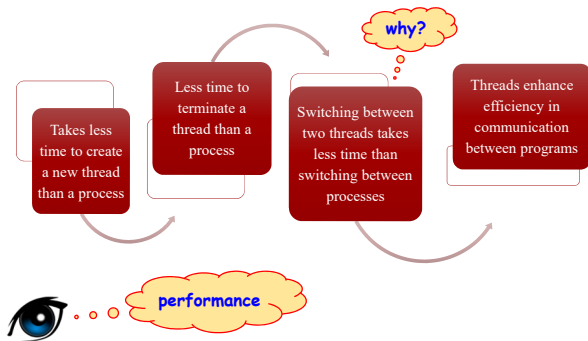 why?
Takes less
time to create
a new thread
than a process
Less time to
terminate a
thread than a
process
Switching between
two threads takes
less time than
switching between
processes
Threads enhance
efficiency in
communication
between programs
performance